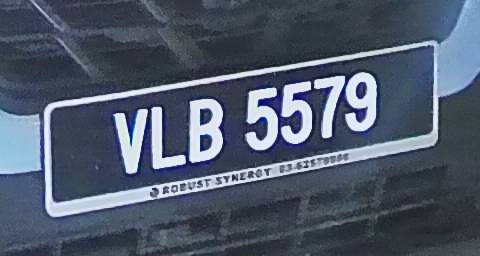 VLB 5579
ROBUST SYNERGY